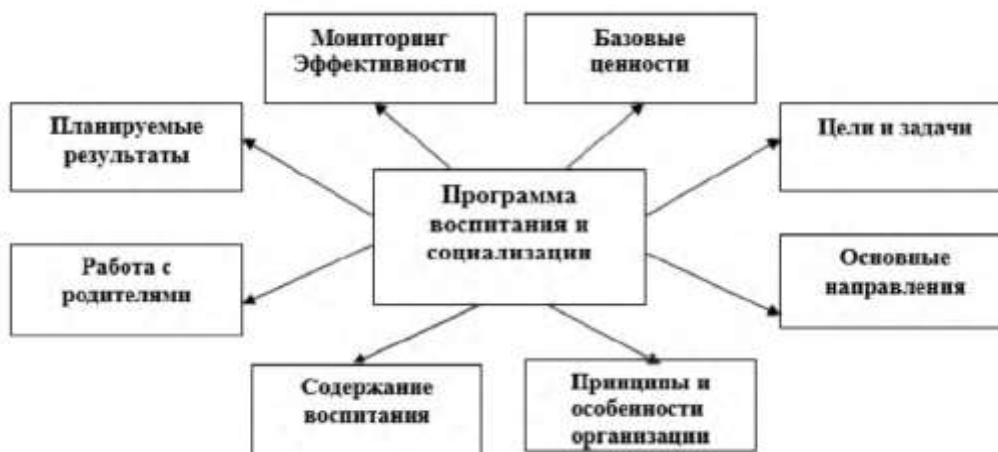 Мониторинг
Эффективности
Базовые
ценности
Планируемые
результаты
Цели и задачи
Программа
воспитания и
социализации
Работа с
родителями
Основные
направления
Содержание
воспитания
Принципы и
особенности
организации